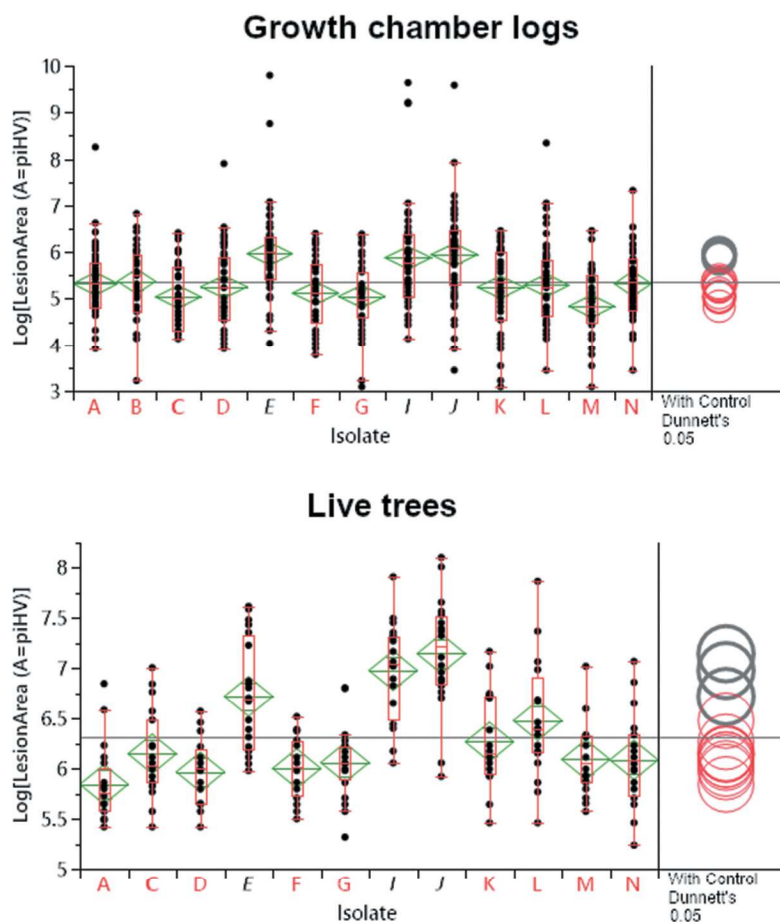 Growth chamber logs
Log[LesionArea (A=piHV)]
10
9
8
7
6
5
4
3
A B C D E F G I J K L M N
Isolate
With Control
Dunnett's
0.05
Live trees
Log[LesionArea (A=piHV)]
8
7.5
7
6.5
6
5.5
5
A C D E F G I J K L M N
Isolate
With Control
Dunnett's
0.05